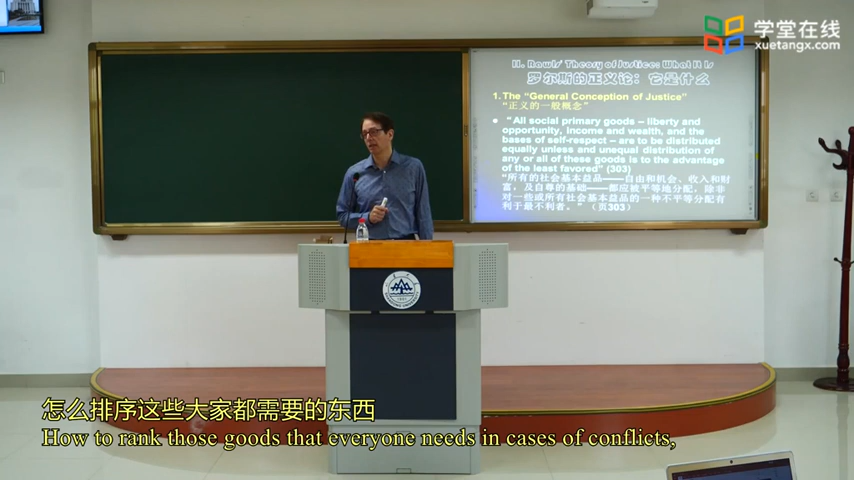 学堂在线
xuetangx.com
II. Rawls' Theory of Justice: What It Is
罗尔斯的正义论：它是什么
1. The “General Conception of Justice”
“正义的一般概念”
“All social primary goods – liberty and
opportunity, income and wealth, and the
bases of self-respect – are to be distributed
equally unless and unequal distribution of
any or all of these goods is to the advantage
of the least favored” (303)
“所有的社会基本益品——自由和机会、收入和财
富，及自尊的基础——都应被平等地分配，除非
对一些或所有社会基本益品的一种不平等分配有
利于最不利者。”（页303）
怎么排序这些大家都需要的东西
How to rank those goods that everyone needs in cases of conflicts,